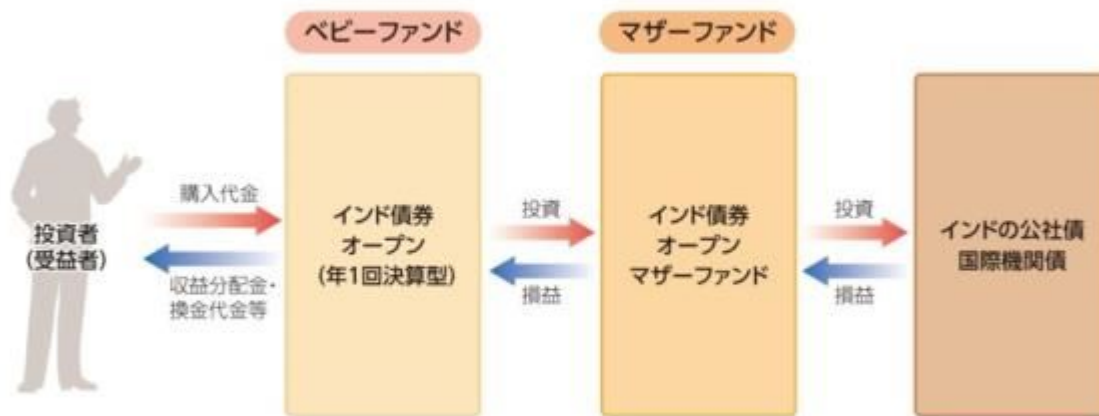 ベビーファンド
マザーファンド
投資者
(受益者)
購入代金
収益分配金・
換金代金等
インド債券
オープン
(年1回決算型)
投資
損益
インド債券
オープン
マザーファンド
投資
損益
インドの公社債
国際機関債